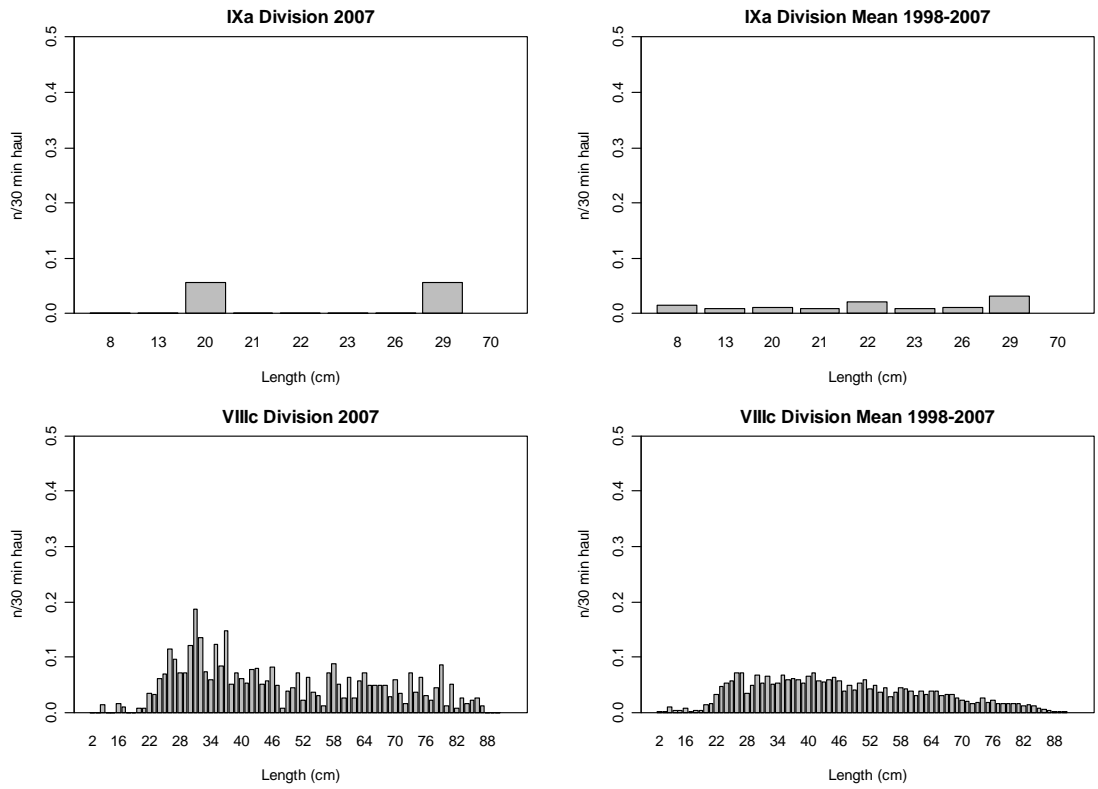 IXa Division 2007
n/30 min haul
0.0 0.1 0.2 0.3 0.4 0.5
8 13 20 21 22 23 26 29 70
Length (cm)
IXa Division Mean 1998-2007
n/30 min haul
0.0 0.1 0.2 0.3 0.4 0.5
8 13 20 21 22 23 26 29 70
Length (cm)
VIIIc Division 2007
n/30 min haul
0.0 0.1 0.2 0.3 0.4 0.5
2 16 22 28 34 40 46 52 58 64 70 76 82 88
Length (cm)
VIIIc Division Mean 1998-2007
n/30 min haul
0.0 0.1 0.2 0.3 0.4 0.5
2 16 22 28 34 40 46 52 58 64 70 76 82 88
Length (cm)